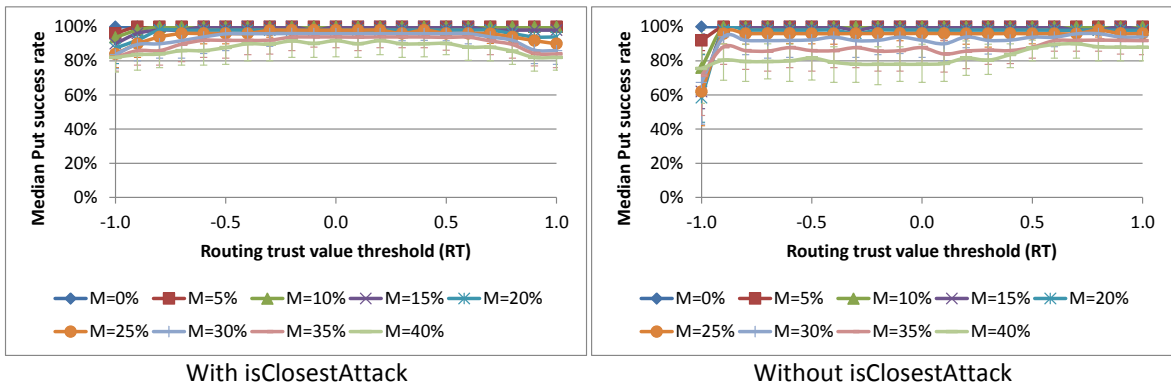 100%
80%
60%
40%
20%
0%
Median Put success rate
-1.0
-0.5
0.0
0.5
1.0
Routing trust value threshold (RT)
M=0%
M=5%
M=10%
M=15%
M=20%
M=25%
M=30%
M=35%
M=40%
With isClosestAttack
100%
80%
60%
40%
20%
0%
Median Put success rate
-1.0
-0.5
0.0
0.5
1.0
Routing trust value threshold (RT)
M=0%
M=5%
M=10%
M=15%
M=20%
M=25%
M=30%
M=35%
M=40%
Without isClosestAttack